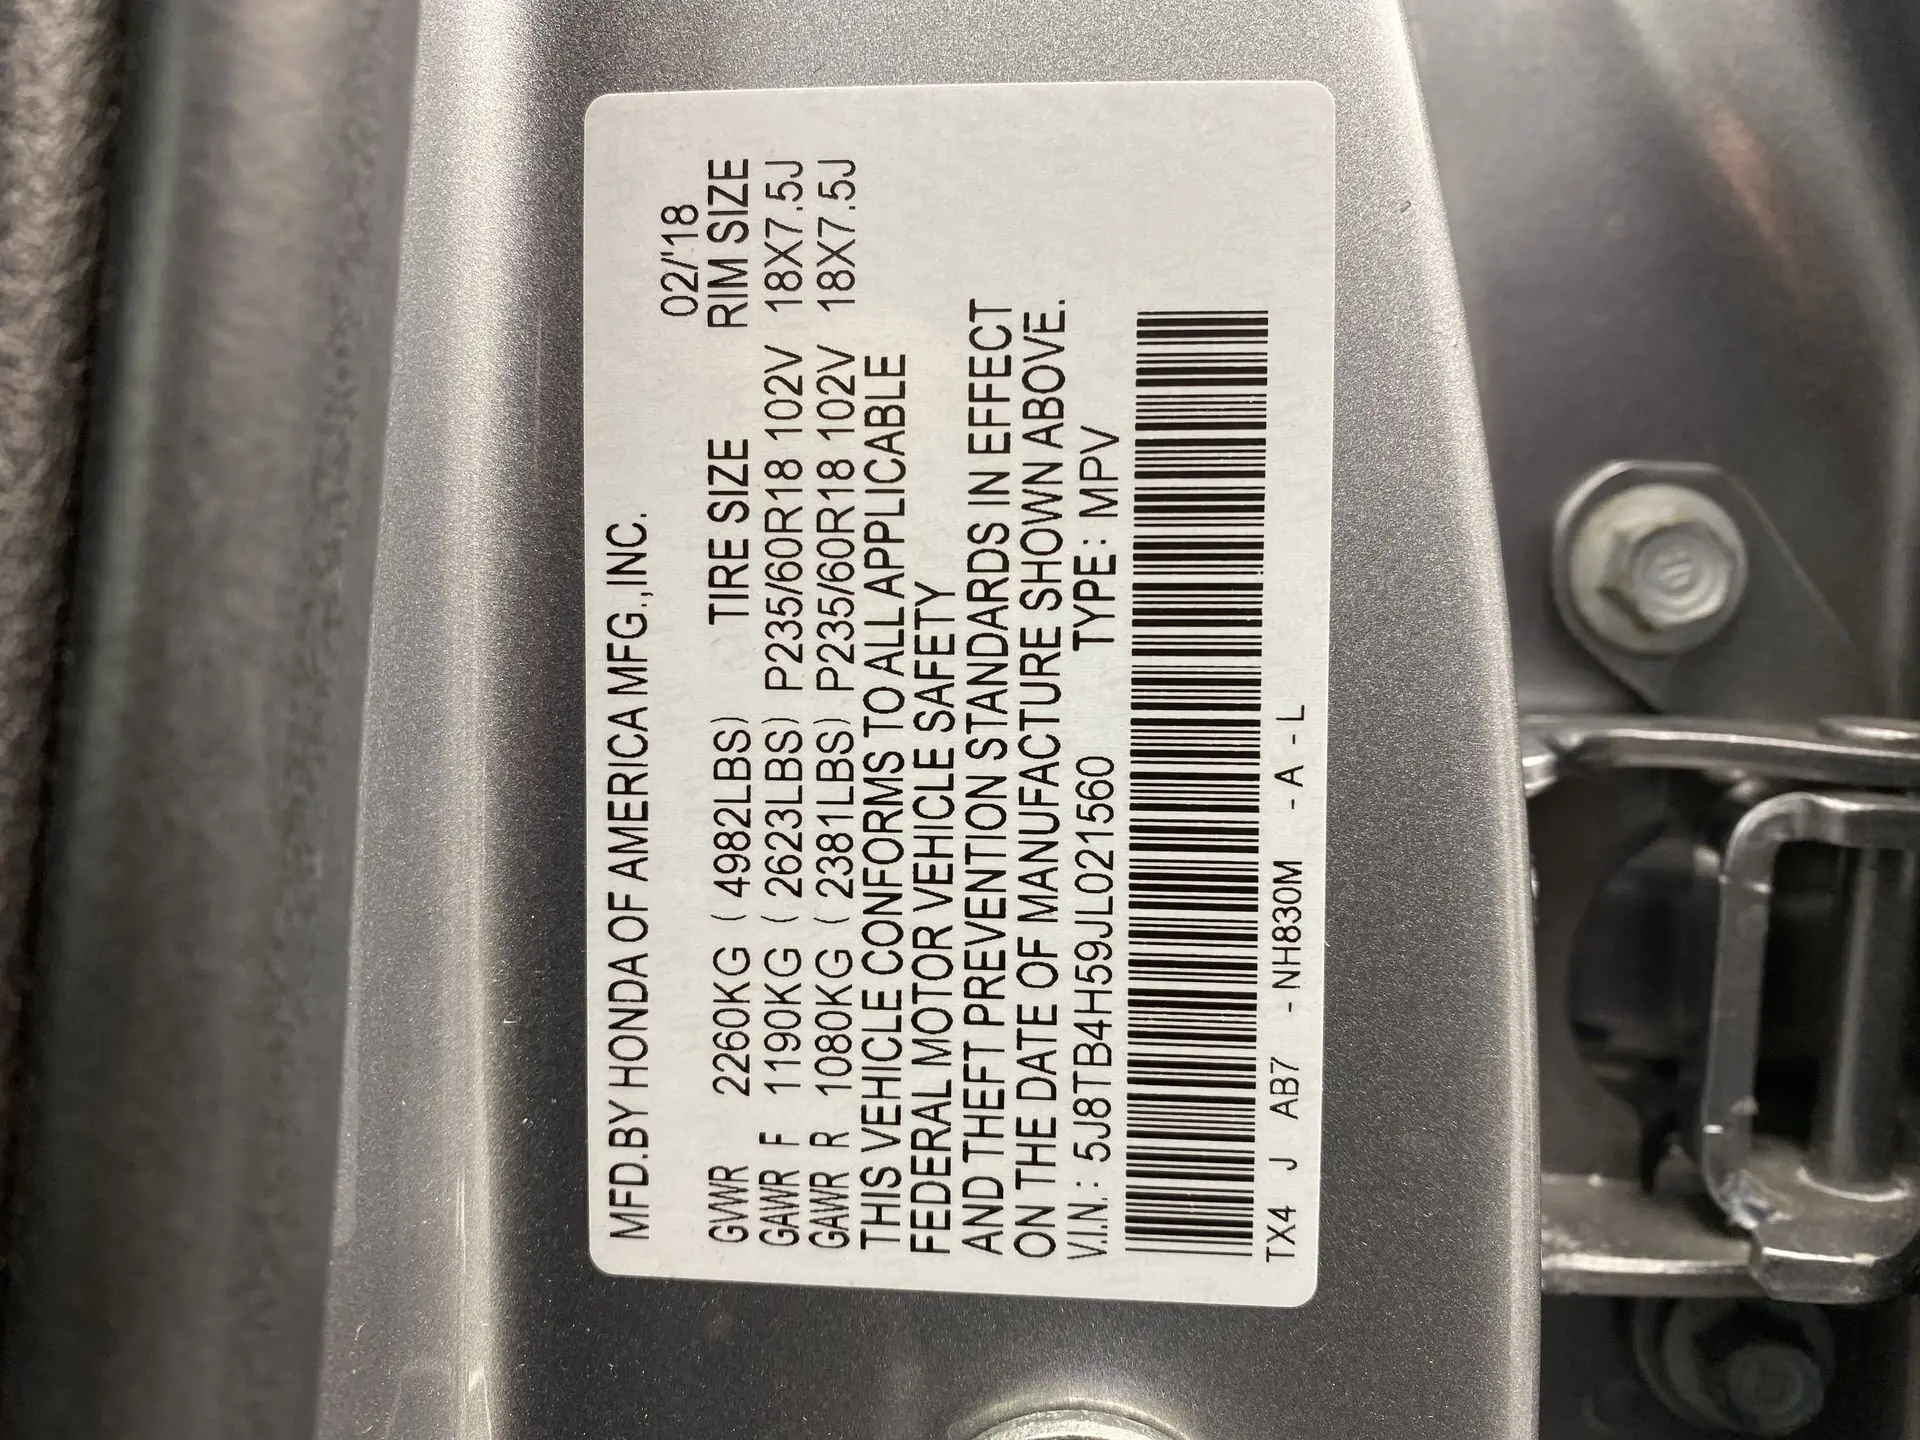 MFD.BY HONDA OF AMERICA MFG.,INC.
02/'18
TIRE SIZE RIM SIZE
GVWR 2260KG ( 4982LBS)
GAWR F 1190KG ( 2623LBS) P235/60R18 102V 18X7.5J
GAWR R 1080KG ( 2381LBS) P235/60R18 102V 18X7.5J
THIS VEHICLE CONFORMS TO ALL APPLICABLE
FEDERAL MOTOR VEHICLE SAFETY
AND THEFT PREVENTION STANDARDS IN EFFECT
ON THE DATE OF MANUFACTURE SHOWN ABOVE.
V.I.N.: 5J8TB4H59JL021560 TYPE: MPV
TX4 J AB7 - NH830M - A - L